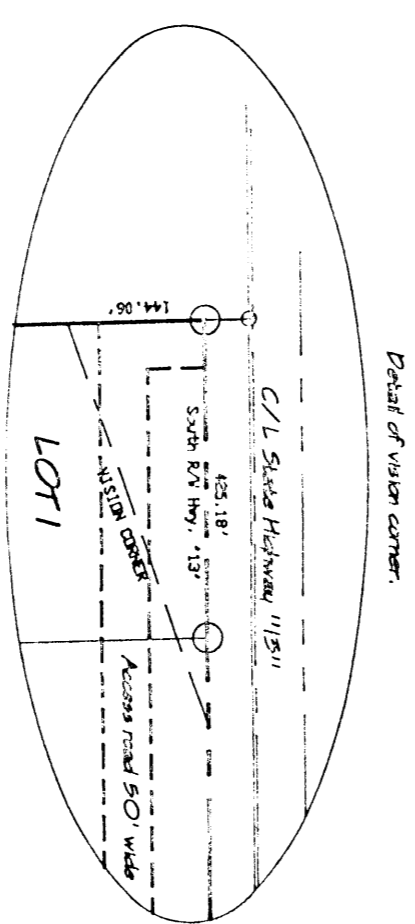 Detail of vision corner.
C/L State Highway "13"
425.18'
South R/W Hwy. "13"
144.06'
VISION CORNER
LOT 1
Access road 50' wide